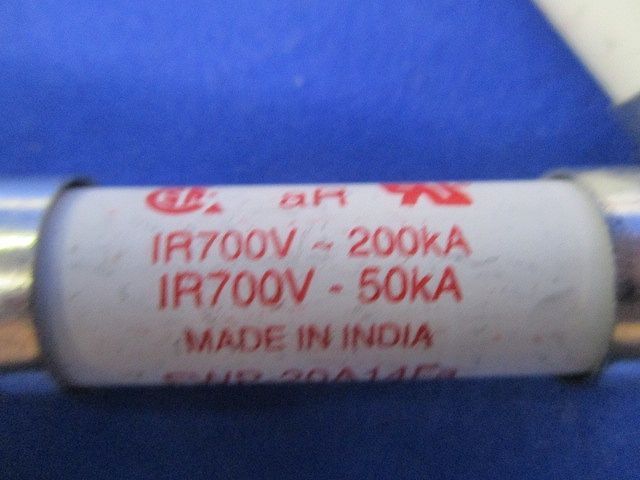 aR
IR700V ~ 200kA
IR700V - 50kA
MADE IN INDIA